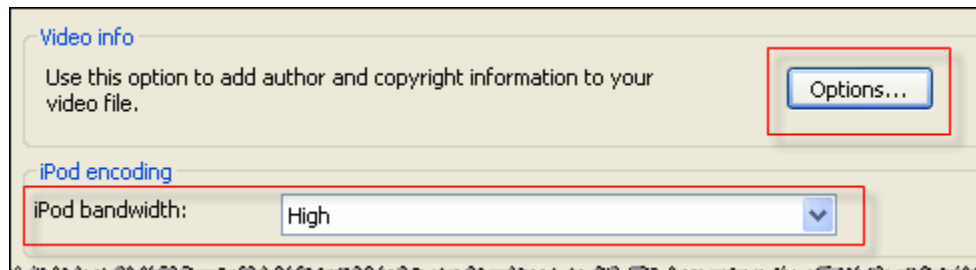 Video info
Use this option to add author and copyright information to your
video file.
Options...
iPod encoding
iPod bandwidth:
High